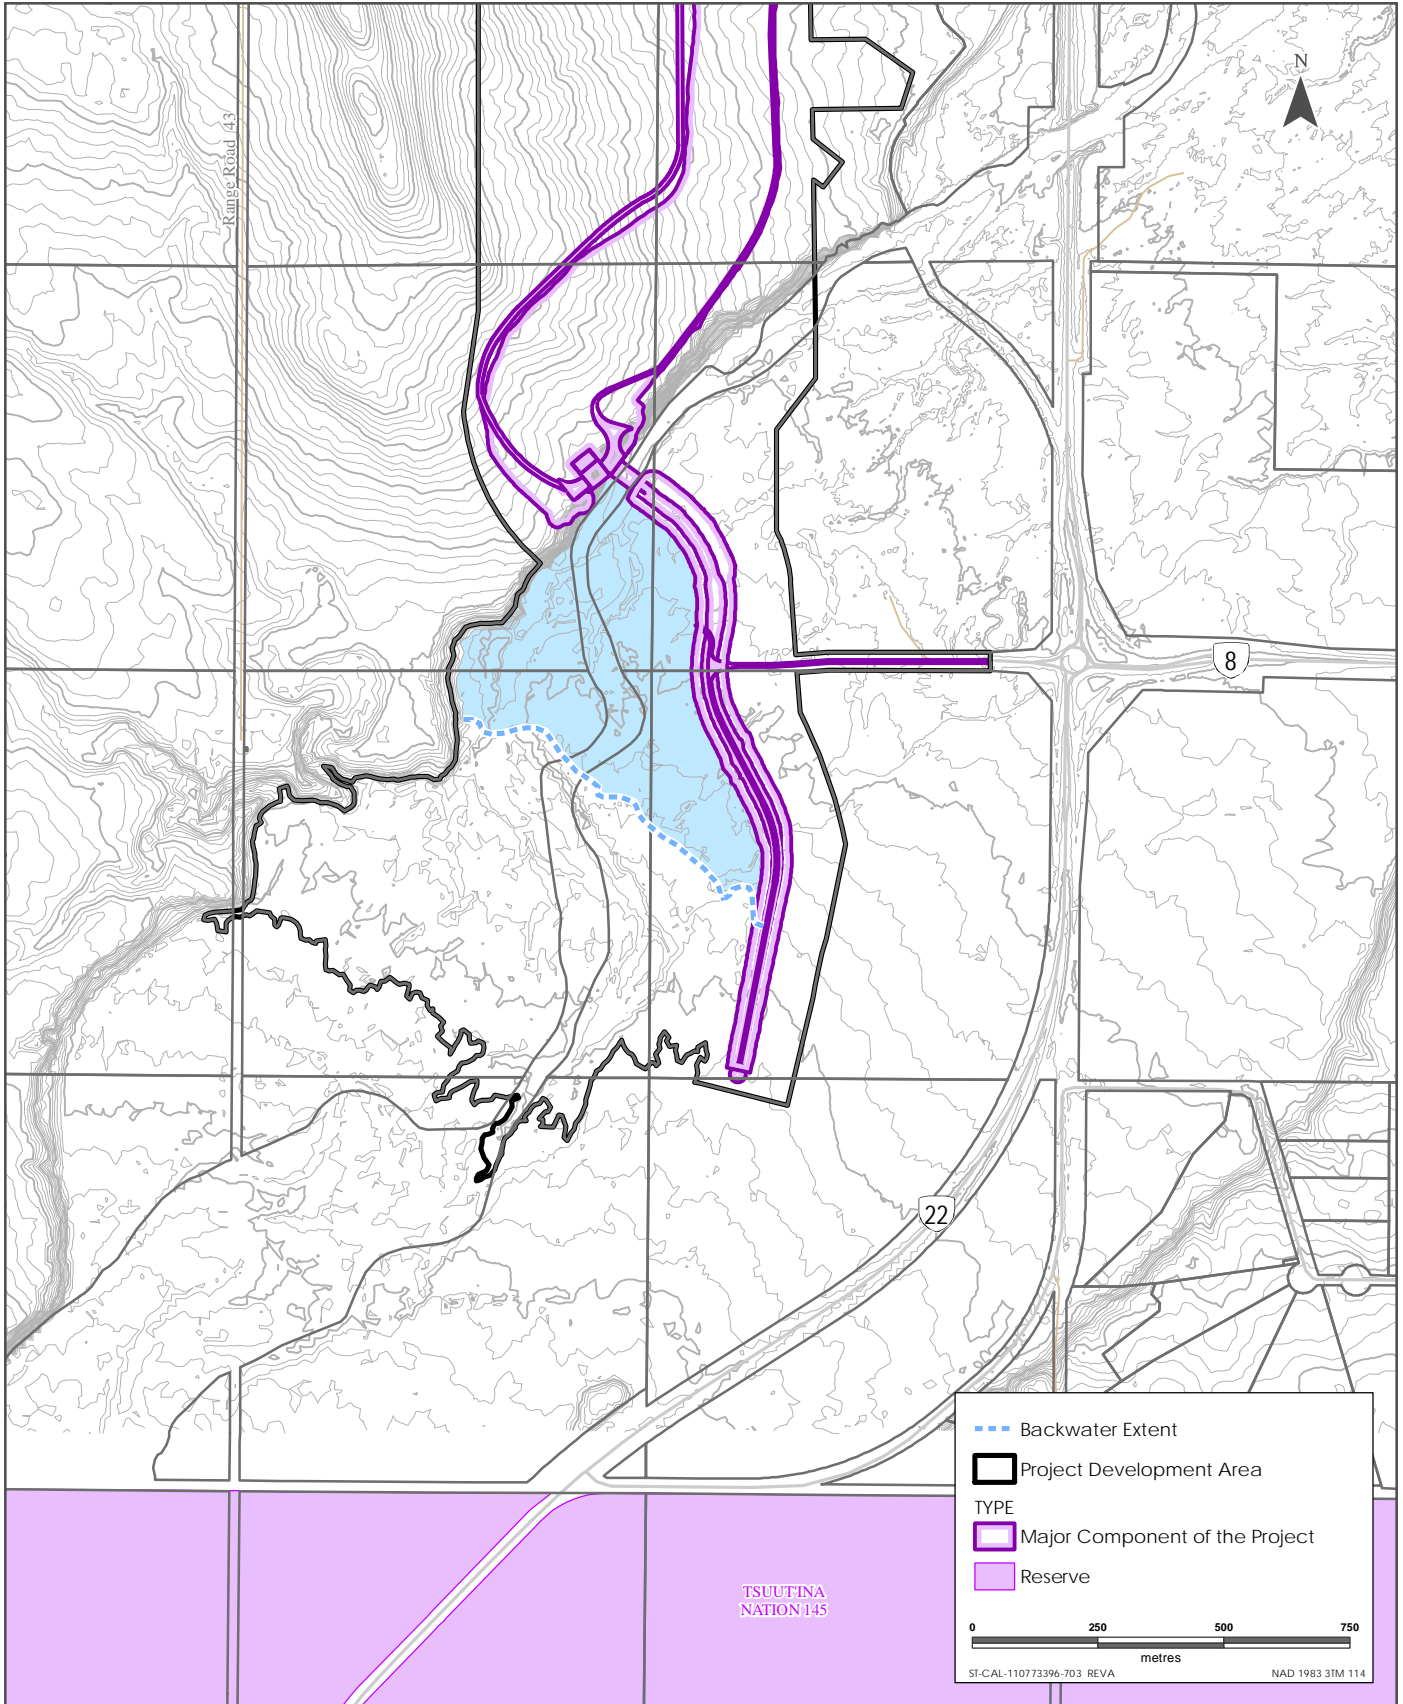 N
Range Road 43
8
22
Backwater Extent
Project Development Area
TYPE
Major Component of the Project
Reserve
TSUUT'INA
NATION 145
0 250 500 750
metres
ST-CAL-110773396-703 REVA NAD 1983 3TM 114